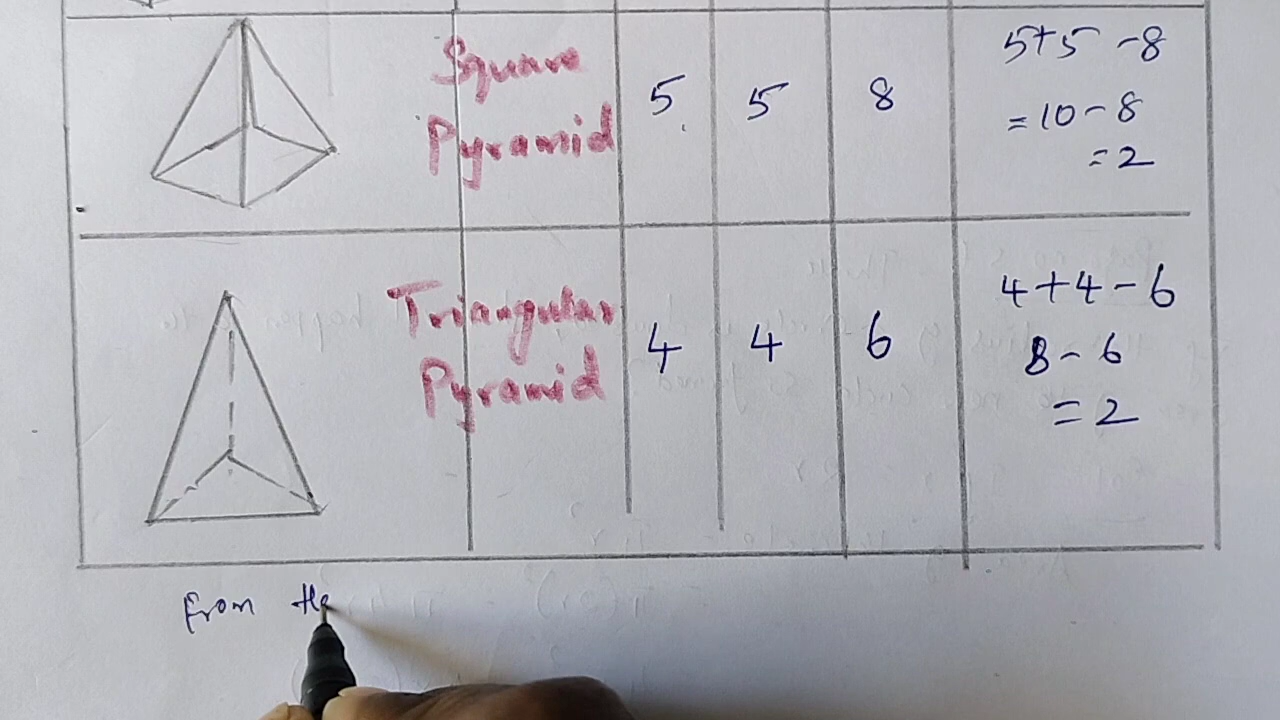 Square
Pyramid
5
5
8
5+5-8
=10-8
=2
Triangular
Pyramid
4
4
6
4+4-6
8-6
=2
From the